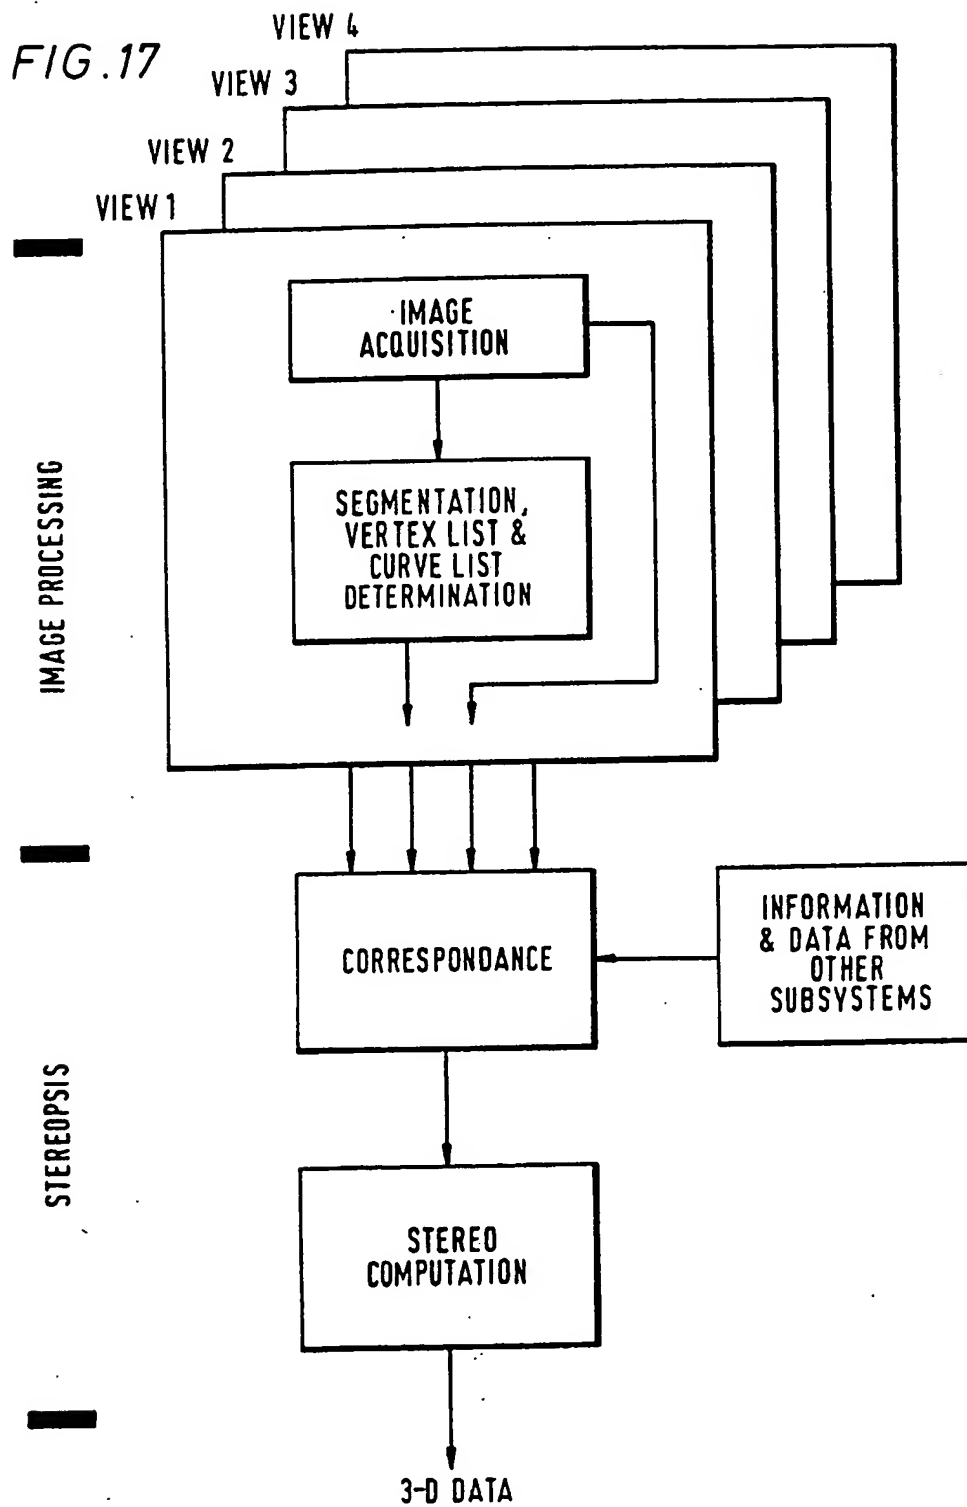 FIG.17
VIEW 4
VIEW 3
VIEW 2
VIEW 1
IMAGE PROCESSING
IMAGE
ACQUISITION
SEGMENTATION,
VERTEX LIST &
CURVE LIST
DETERMINATION
STEREOPSIS
CORRESPONDANCE
INFORMATION
& DATA FROM
OTHER
SUBSYSTEMS
STEREO
COMPUTATION
3-D DATA